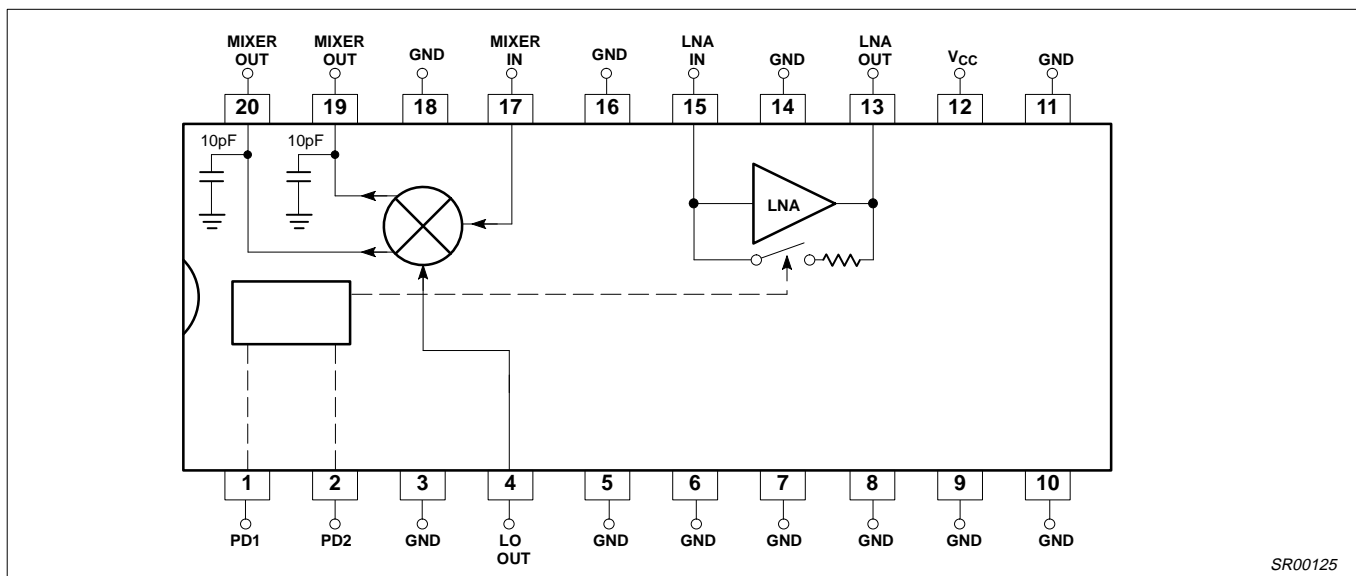 MIXER OUT
MIXER OUT
GND
MIXER IN
GND
LNA IN
GND
LNA OUT
VCC
GND
20
19
18
17
16
15
14
13
12
11
10pF
10pF
LNA
1
2
3
4
5
6
7
8
9
10
PD1
PD2
GND
LO OUT
GND
GND
GND
GND
GND
GND
SR00125